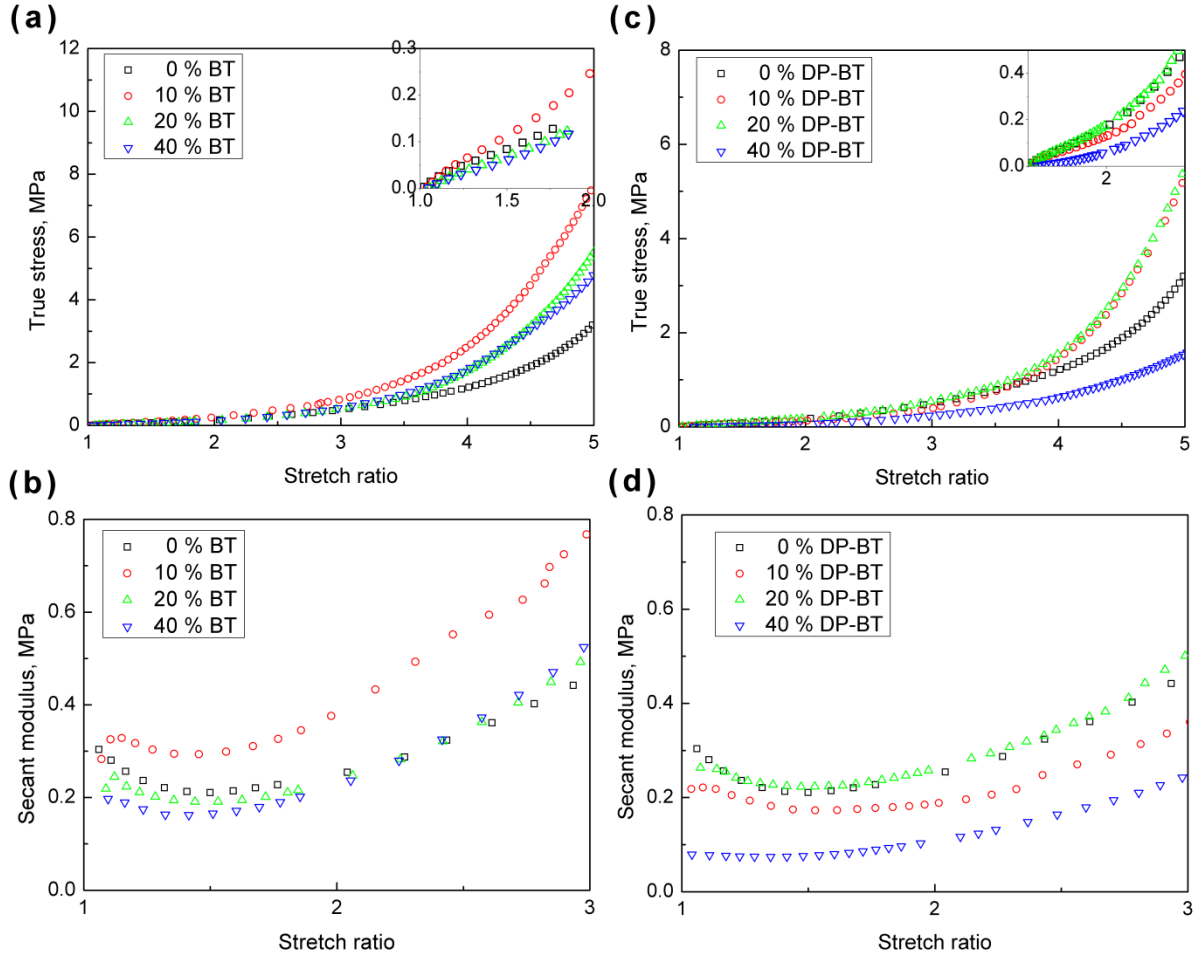 (a)
12
10
8
6
4
2
0
True stress, MPa
0 % BT
10 % BT
20 % BT
40 % BT
0.3
0.2
0.1
0.0
1.0 1.5 2.0
1 2 3 4 5
Stretch ratio
(c)
8
6
4
2
0
True stress, MPa
0 % DP-BT
10 % DP-BT
20 % DP-BT
40 % DP-BT
0.4
0.2
0.0
2
1 2 3 4 5
Stretch ratio
(b)
0.8
0.6
0.4
0.2
0.0
Secant modulus, MPa
0 % BT
10 % BT
20 % BT
40 % BT
1 2 3
Stretch ratio
(d)
0.8
0.6
0.4
0.2
0.0
Secant modulus, MPa
0 % DP-BT
10 % DP-BT
20 % DP-BT
40 % DP-BT
1 2 3
Stretch ratio